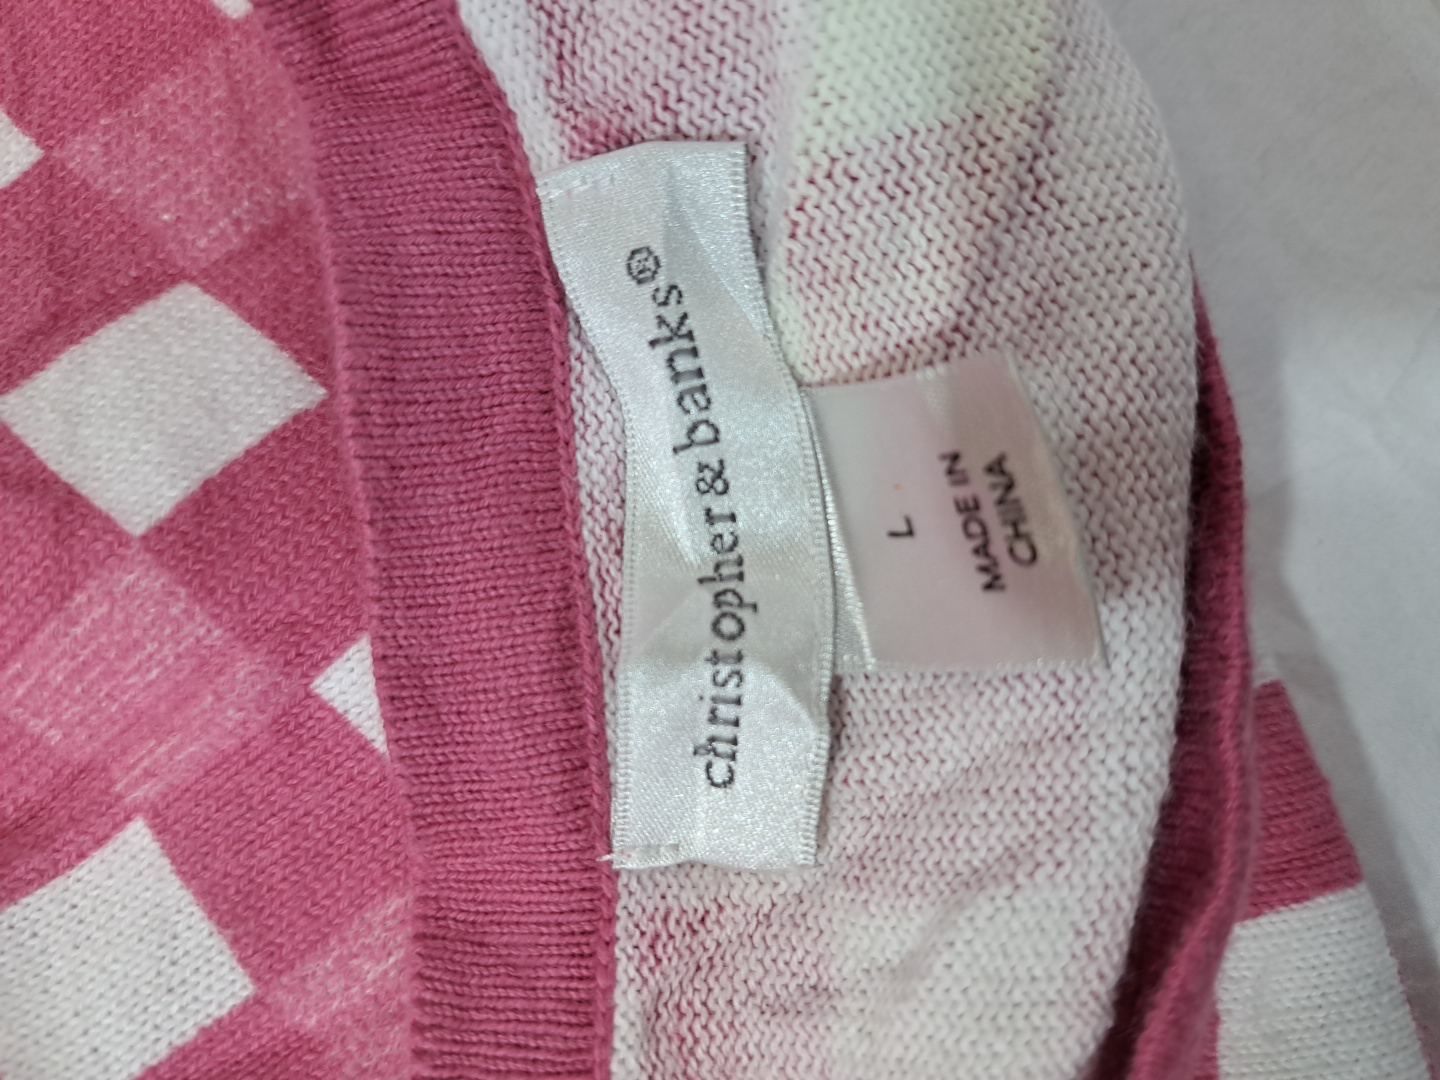 christopher & banks®
L
MADE IN
CHINA